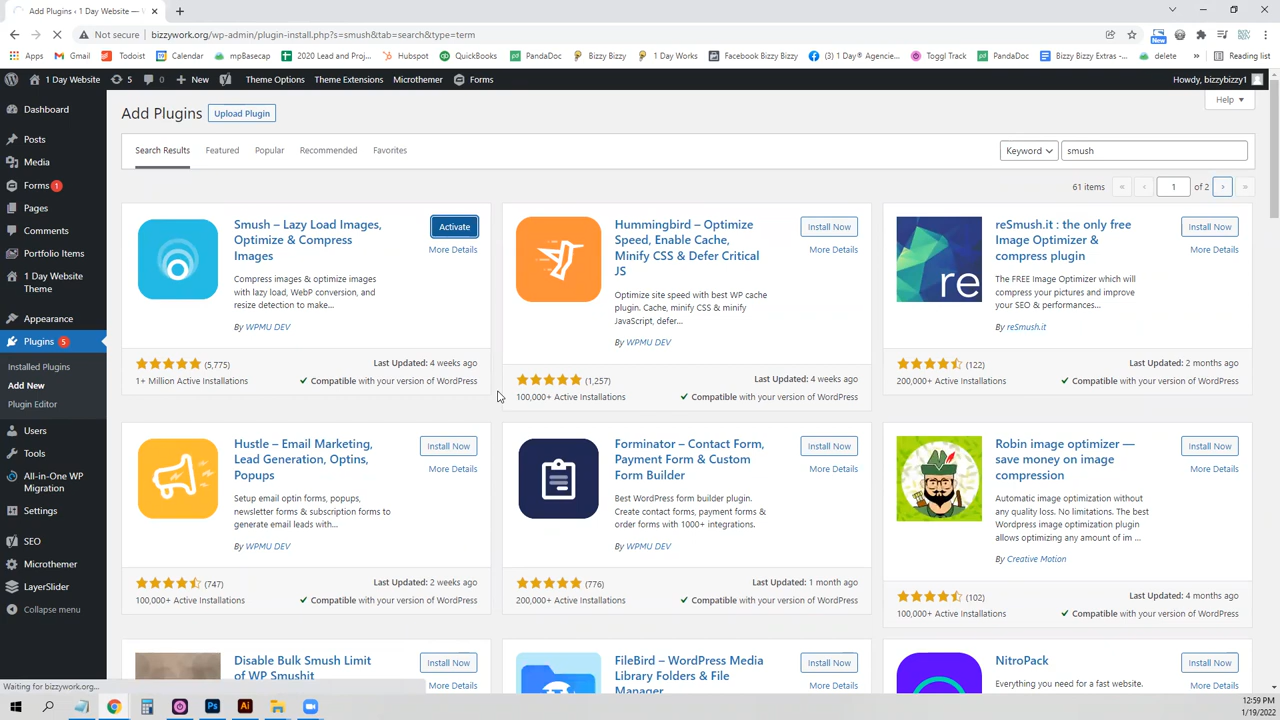 Add Plugins ‹ 1 Day Website — W
Not secure
bizzywork.org/wp-admin/plugin-install.php?s=smush&tab=search&type=term
New
Apps
Gmail
Todoist
Calendar
mpBasecap
2020 Lead and Proj...
Hubspot
QuickBooks
PandaDoc
Bizzy Bizzy
1 Day Works
Facebook Bizzy Bizzy
(3) 1 Day® Agencie...
Toggl Track
PandaDoc
Bizzy Bizzy Extras -...
delete
»
Reading list
1 Day Website
5
0
New
Theme Options
Theme Extensions
Microthemer
Forms
Howdy, bizzybizzy1
Dashboard
Posts
Media
Forms 1
Pages
Comments
Portfolio Items
1 Day Website
Theme
Appearance
Plugins 5
Installed Plugins
Add New
Plugin Editor
Users
Tools
All-in-One WP
Migration
Settings
SEO
Microthemer
LayerSlider
Collapse menu
Add Plugins
Upload Plugin
Help
Search Results
Featured
Popular
Recommended
Favorites
Keyword
smush
61 items
«
‹
1
of 2
›
»
Smush – Lazy Load Images,
Optimize & Compress
Images
Activate
More Details
Compress images & optimize images
with lazy load, WebP conversion, and
resize detection to make...
By WPMU DEV
(5,775)
1+ Million Active Installations
Last Updated: 4 weeks ago
Compatible with your version of WordPress
Hummingbird – Optimize
Speed, Enable Cache,
Minify CSS & Defer Critical
JS
Install Now
More Details
Optimize site speed with best WP cache
plugin. Cache, minify CSS & minify
JavaScript, defer...
By WPMU DEV
(1,257)
100,000+ Active Installations
Last Updated: 4 weeks ago
Compatible with your version of WordPress
re
reSmush.it : the only free
Image Optimizer &
compress plugin
Install Now
More Details
The FREE Image Optimizer which will
compress your pictures and improve
your SEO & performances...
By reSmush.it
(122)
200,000+ Active Installations
Last Updated: 2 months ago
Compatible with your version of WordPress
Hustle – Email Marketing,
Lead Generation, Optins,
Popups
Install Now
More Details
Setup email optin forms, popups,
newsletter forms & subscription forms to
generate email leads with...
By WPMU DEV
(747)
100,000+ Active Installations
Last Updated: 2 weeks ago
Compatible with your version of WordPress
Forminator – Contact Form,
Payment Form & Custom
Form Builder
Install Now
More Details
Best WordPress form builder plugin.
Create contact forms, payment forms &
order forms with 1000+ integrations.
By WPMU DEV
(776)
200,000+ Active Installations
Last Updated: 1 month ago
Compatible with your version of WordPress
Robin image optimizer —
save money on image
compression
Install Now
More Details
Automatic image optimization without
any quality loss. No limitations. The best
Wordpress image optimization plugin
allows optimizing any amount of im ...
By Creative Motion
(102)
100,000+ Active Installations
Last Updated: 4 months ago
Compatible with your version of WordPress
Disable Bulk Smush Limit
of WP Smushit
Install Now
More Details
FileBird – WordPress Media
Library Folders & File
Manager
Install Now
More Details
NitroPack
Install Now
More Details
Everything you need for a fast website.
Waiting for bizzywork.org...
Ps
Ai
12:59 PM
1/19/2022